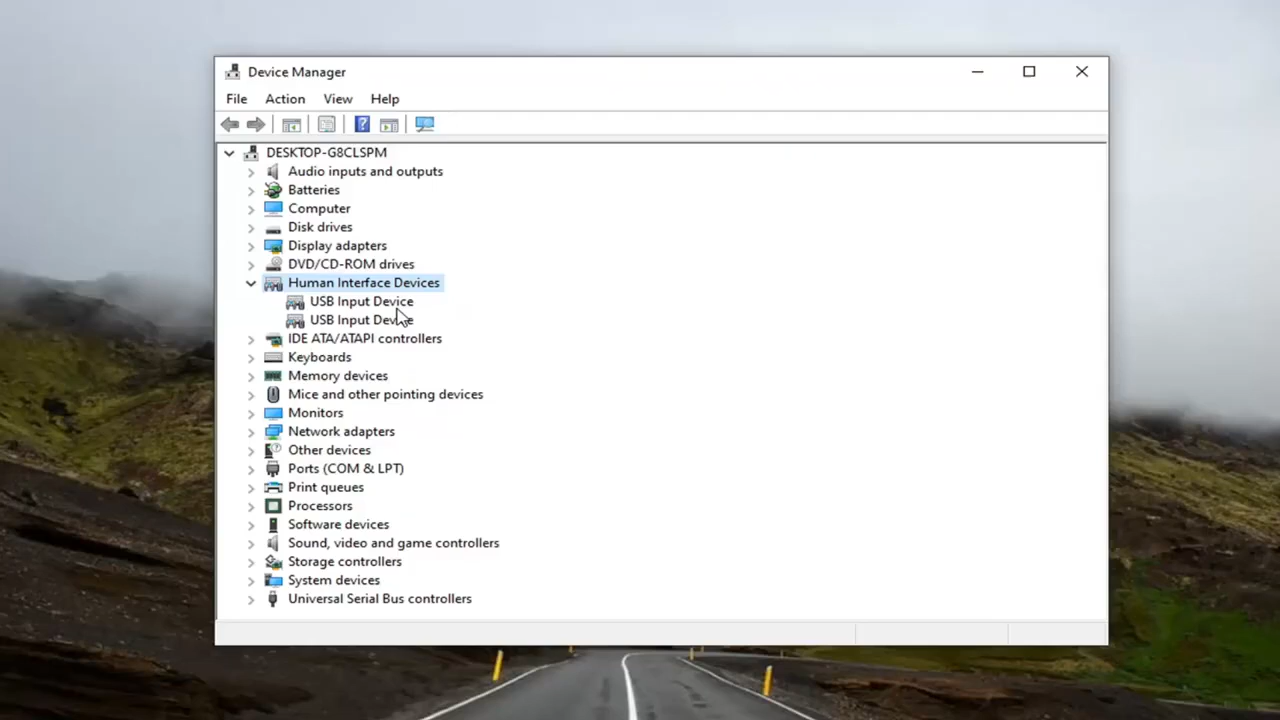 Device Manager
File Action View Help
DESKTOP-G8CLSPM
Audio inputs and outputs
Batteries
Computer
Disk drives
Display adapters
DVD/CD-ROM drives
Human Interface Devices
USB Input Device
USB Input Device
IDE ATA/ATAPI controllers
Keyboards
Memory devices
Mice and other pointing devices
Monitors
Network adapters
Other devices
Ports (COM & LPT)
Print queues
Processors
Software devices
Sound, video and game controllers
Storage controllers
System devices
Universal Serial Bus controllers